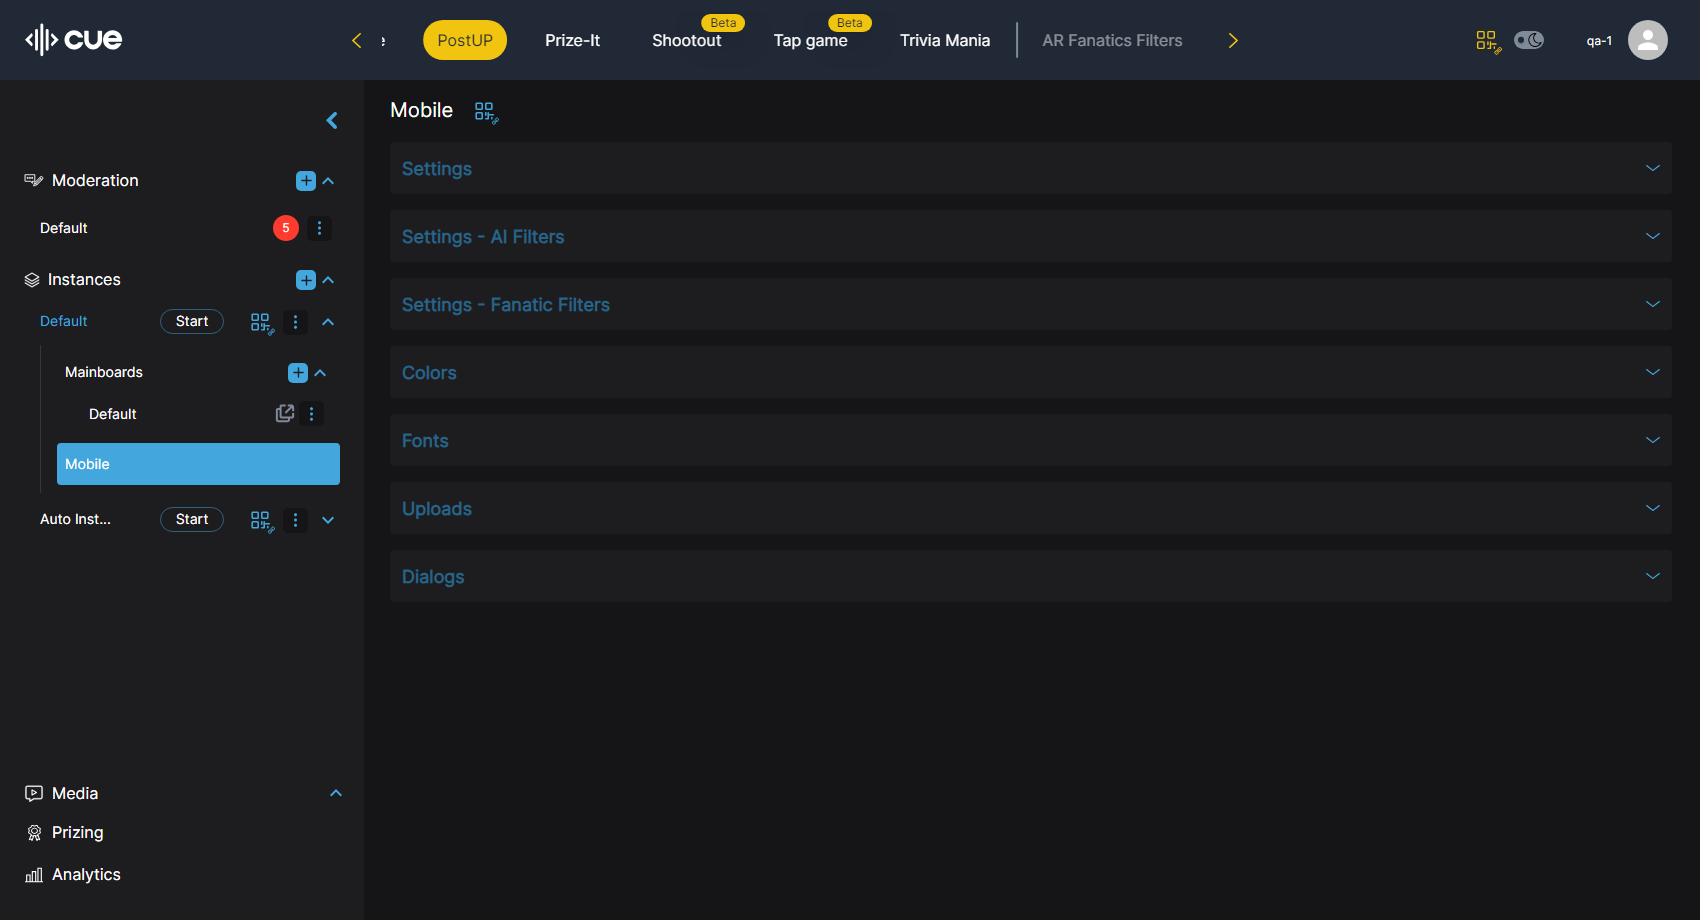 cue
PostUP
Prize-It
Shootout
Beta
Tap game
Beta
Trivia Mania
AR Fanatics Filters
qa-1
Moderation
Default
5
Instances
Default
Start
Mainboards
Default
Mobile
Auto Inst...
Start
Media
Prizing
Analytics
Mobile
Settings
Settings - AI Filters
Settings - Fanatic Filters
Colors
Fonts
Uploads
Dialogs